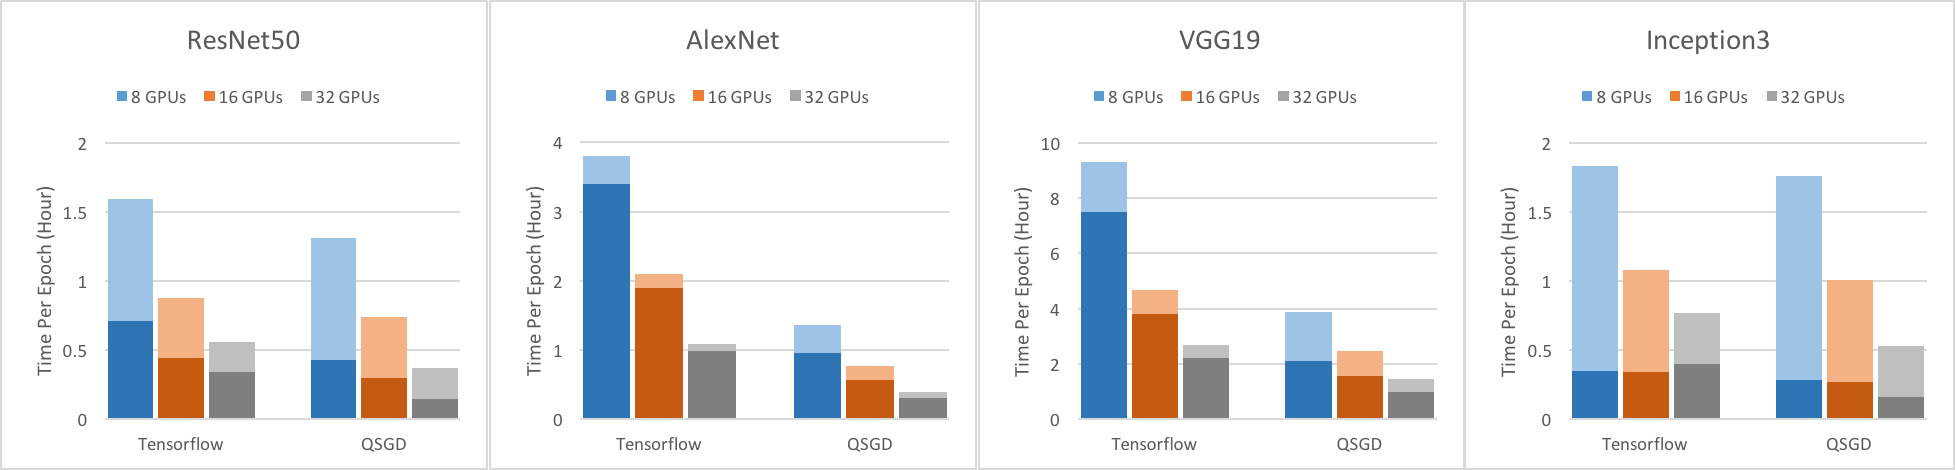 ResNet50
8 GPUs 16 GPUs 32 GPUs
Time Per Epoch (Hour)
2
1.5
1
0.5
0
Tensorflow QSGD
AlexNet
8 GPUs 16 GPUs 32 GPUs
Time Per Epoch (Hour)
4
3
2
1
0
Tensorflow QSGD
VGG19
8 GPUs 16 GPUs 32 GPUs
Time Per Epoch (Hour)
10
8
6
4
2
0
Tensorflow QSGD
Inception3
8 GPUs 16 GPUs 32 GPUs
Time Per Epoch (Hour)
2
1.5
1
0.5
0
Tensorflow QSGD